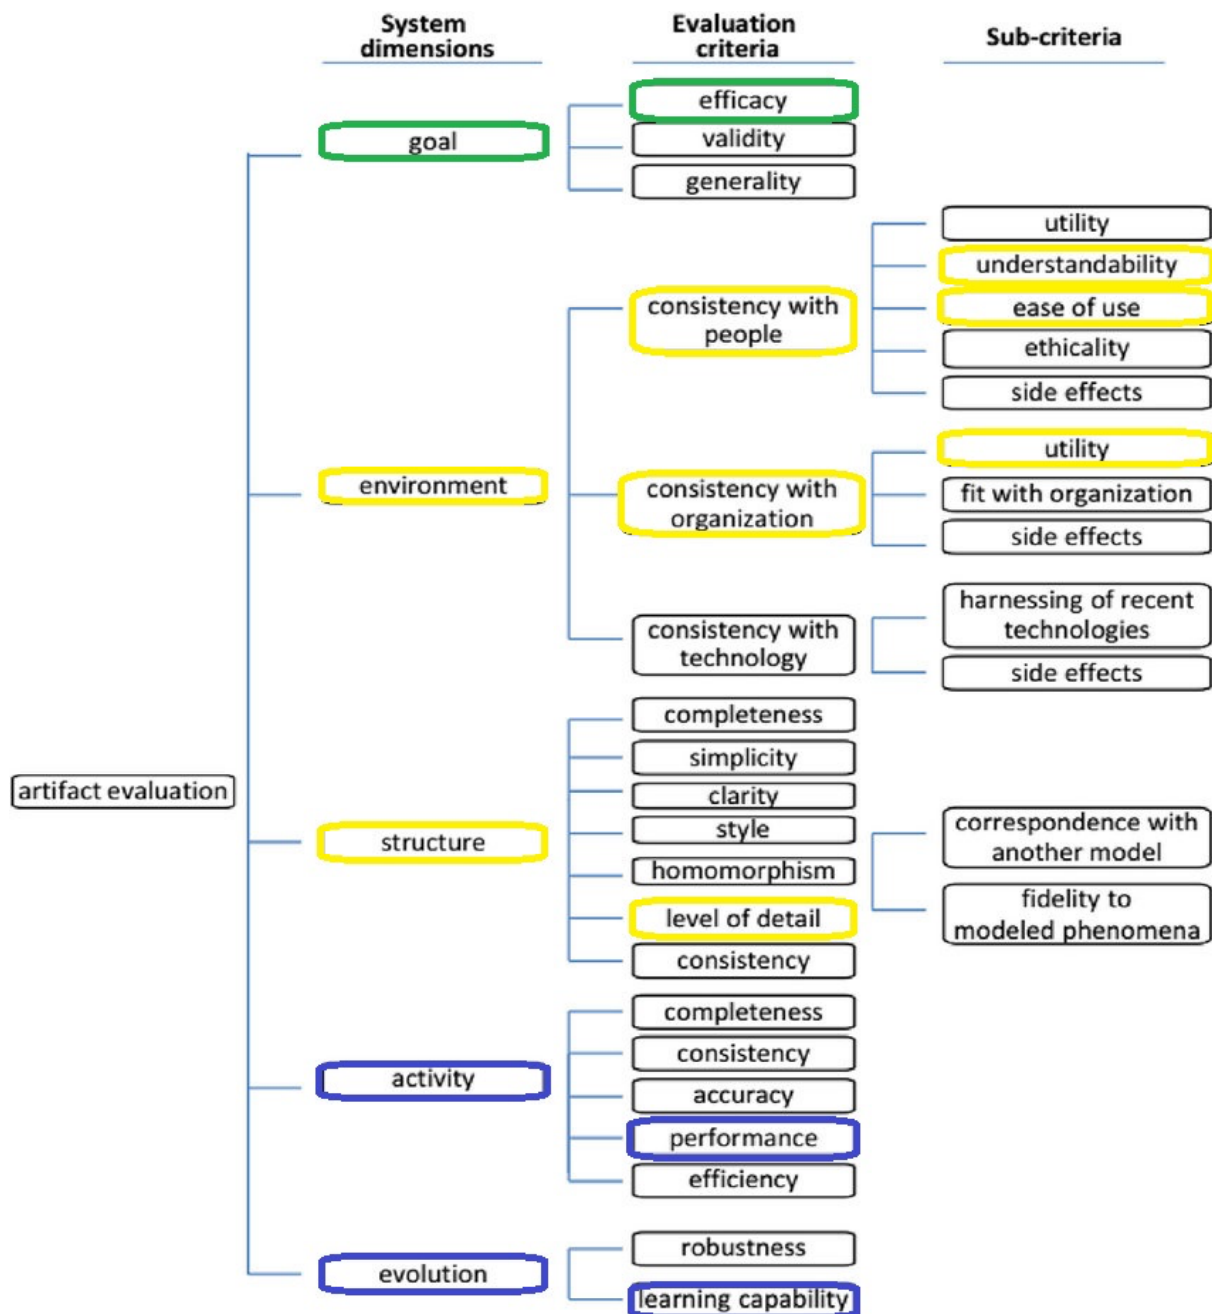 System
dimensions
Evaluation
criteria
Sub-criteria
artifact evaluation
goal
efficacy
validity
generality
environment
consistency with
people
utility
understandability
ease of use
ethicality
side effects
consistency with
organization
utility
fit with organization
side effects
consistency with
technology
harnessing of recent
technologies
side effects
structure
completeness
simplicity
clarity
style
homomorphism
correspondence with
another model
fidelity to
modeled phenomena
level of detail
consistency
activity
completeness
consistency
accuracy
performance
efficiency
evolution
robustness
learning capability